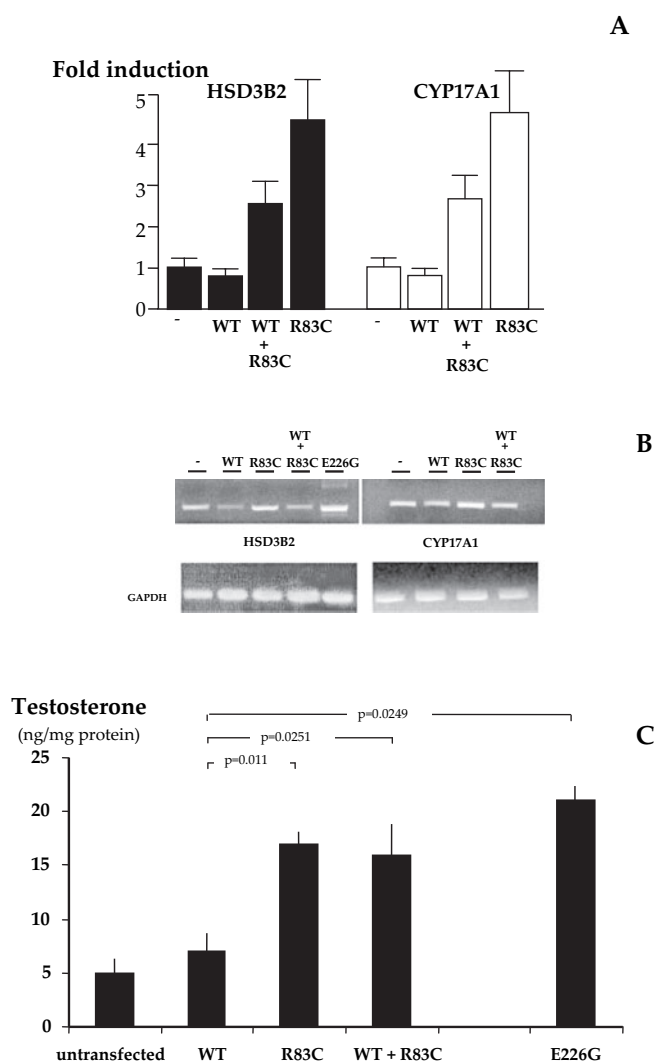 A
Fold induction
HSD3B2
CYP17A1
5
4
3
2
1
0
- WT WT R83C - WT WT R83C
+ +
R83C R83C
B
WT WT
+ +
- WT R83C R83C E226G - WT R83C R83C
HSD3B2 CYP17A1
GAPDH
Testosterone
(ng/mg protein)
C
p=0.0249
p=0.0251
p=0.011
25
20
15
10
5
0
untransfected WT R83C WT + R83C E226G